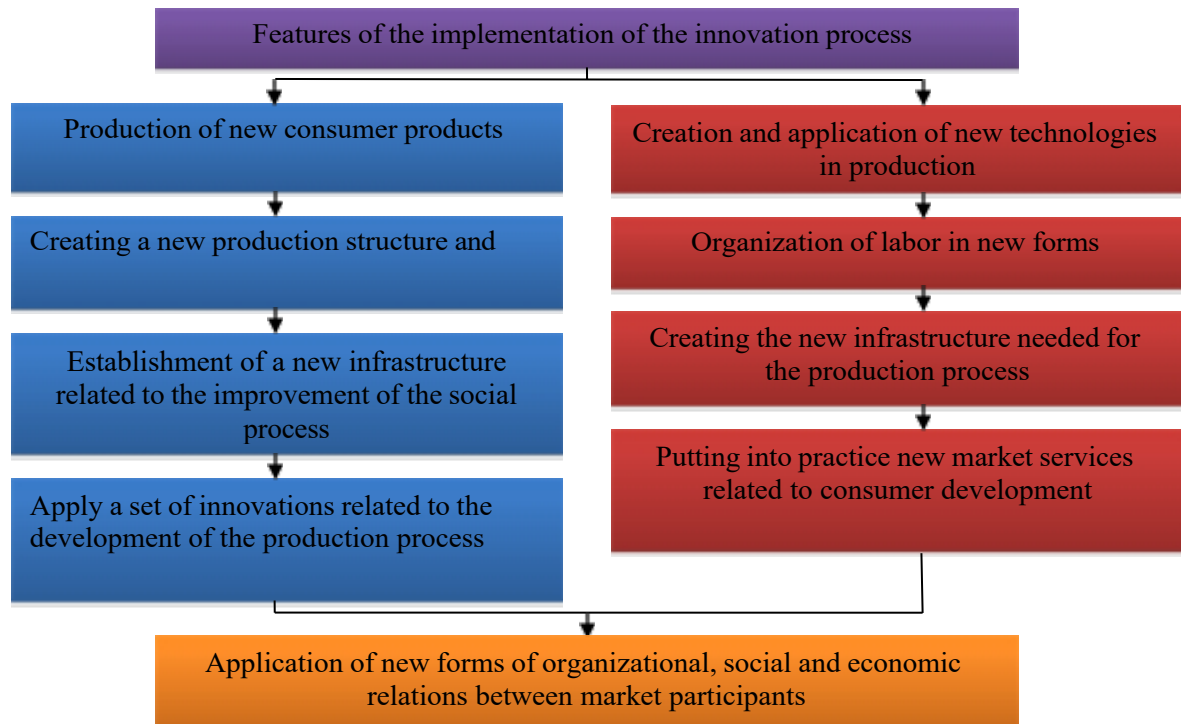 Features of the implementation of the innovation process
Production of new consumer products
Creating a new production structure and
Establishment of a new infrastructure
related to the improvement of the social
process
Apply a set of innovations related to the
development of the production process
Creation and application of new technologies
in production
Organization of labor in new forms
Creating the new infrastructure needed for
the production process
Putting into practice new market services
related to consumer development
Application of new forms of organizational, social and economic
relations between market participants